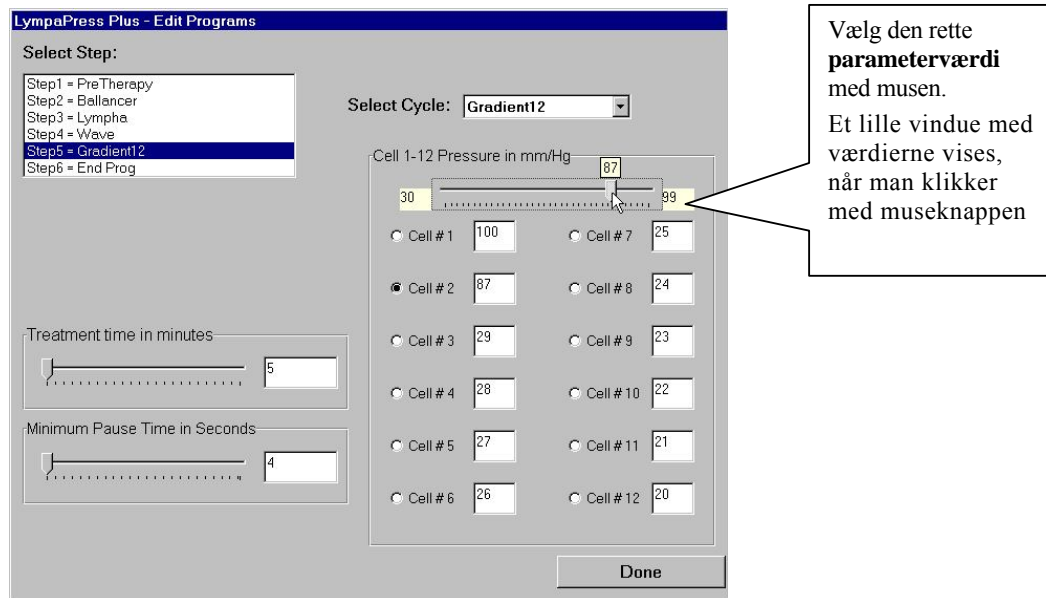 LympaPress Plus - Edit Programs
Select Step:
Step1 = PreTherapy
Step2 = Ballancer
Step3 = Lympha
Step4 = Wave
Step5 = Gradient12
Step6 = End Prog
Select Cycle: Gradient12
Cell 1-12 Pressure in mm/Hg
87
30 99
Cell # 1 100 Cell # 7 25
Cell # 2 87 Cell # 8 24
Cell # 3 29 Cell # 9 23
Cell # 4 28 Cell # 10 22
Cell # 5 27 Cell # 11 21
Cell # 6 26 Cell # 12 20
Treatment time in minutes
5
Minimum Pause Time in Seconds
4
Done
Vælg den rette
parameterværdi
med musen.
Et lille vindue med
værdierne vises,
når man klikker
med museknappen